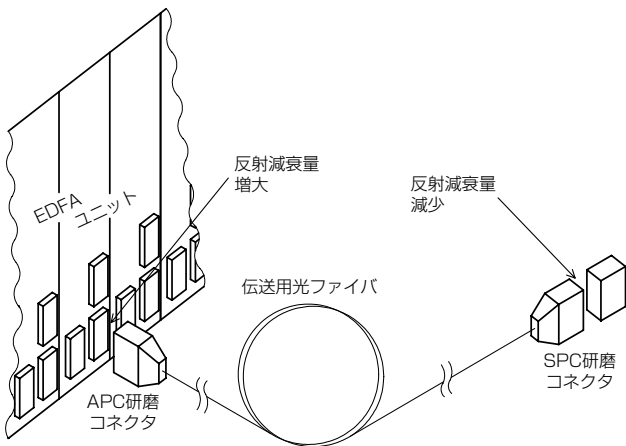 EDFA
ユニット
反射減衰量
増大
反射減衰量
減少
伝送用光ファイバ
APC研磨
コネクタ
SPC研磨
コネクタ